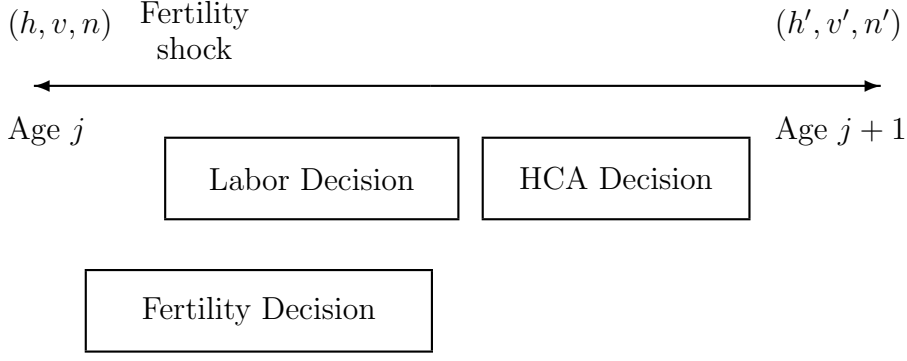 (h, v, n)
Fertility
shock
(h′, v′, n′)
Age j
Age j + 1
Labor Decision
HCA Decision
Fertility Decision